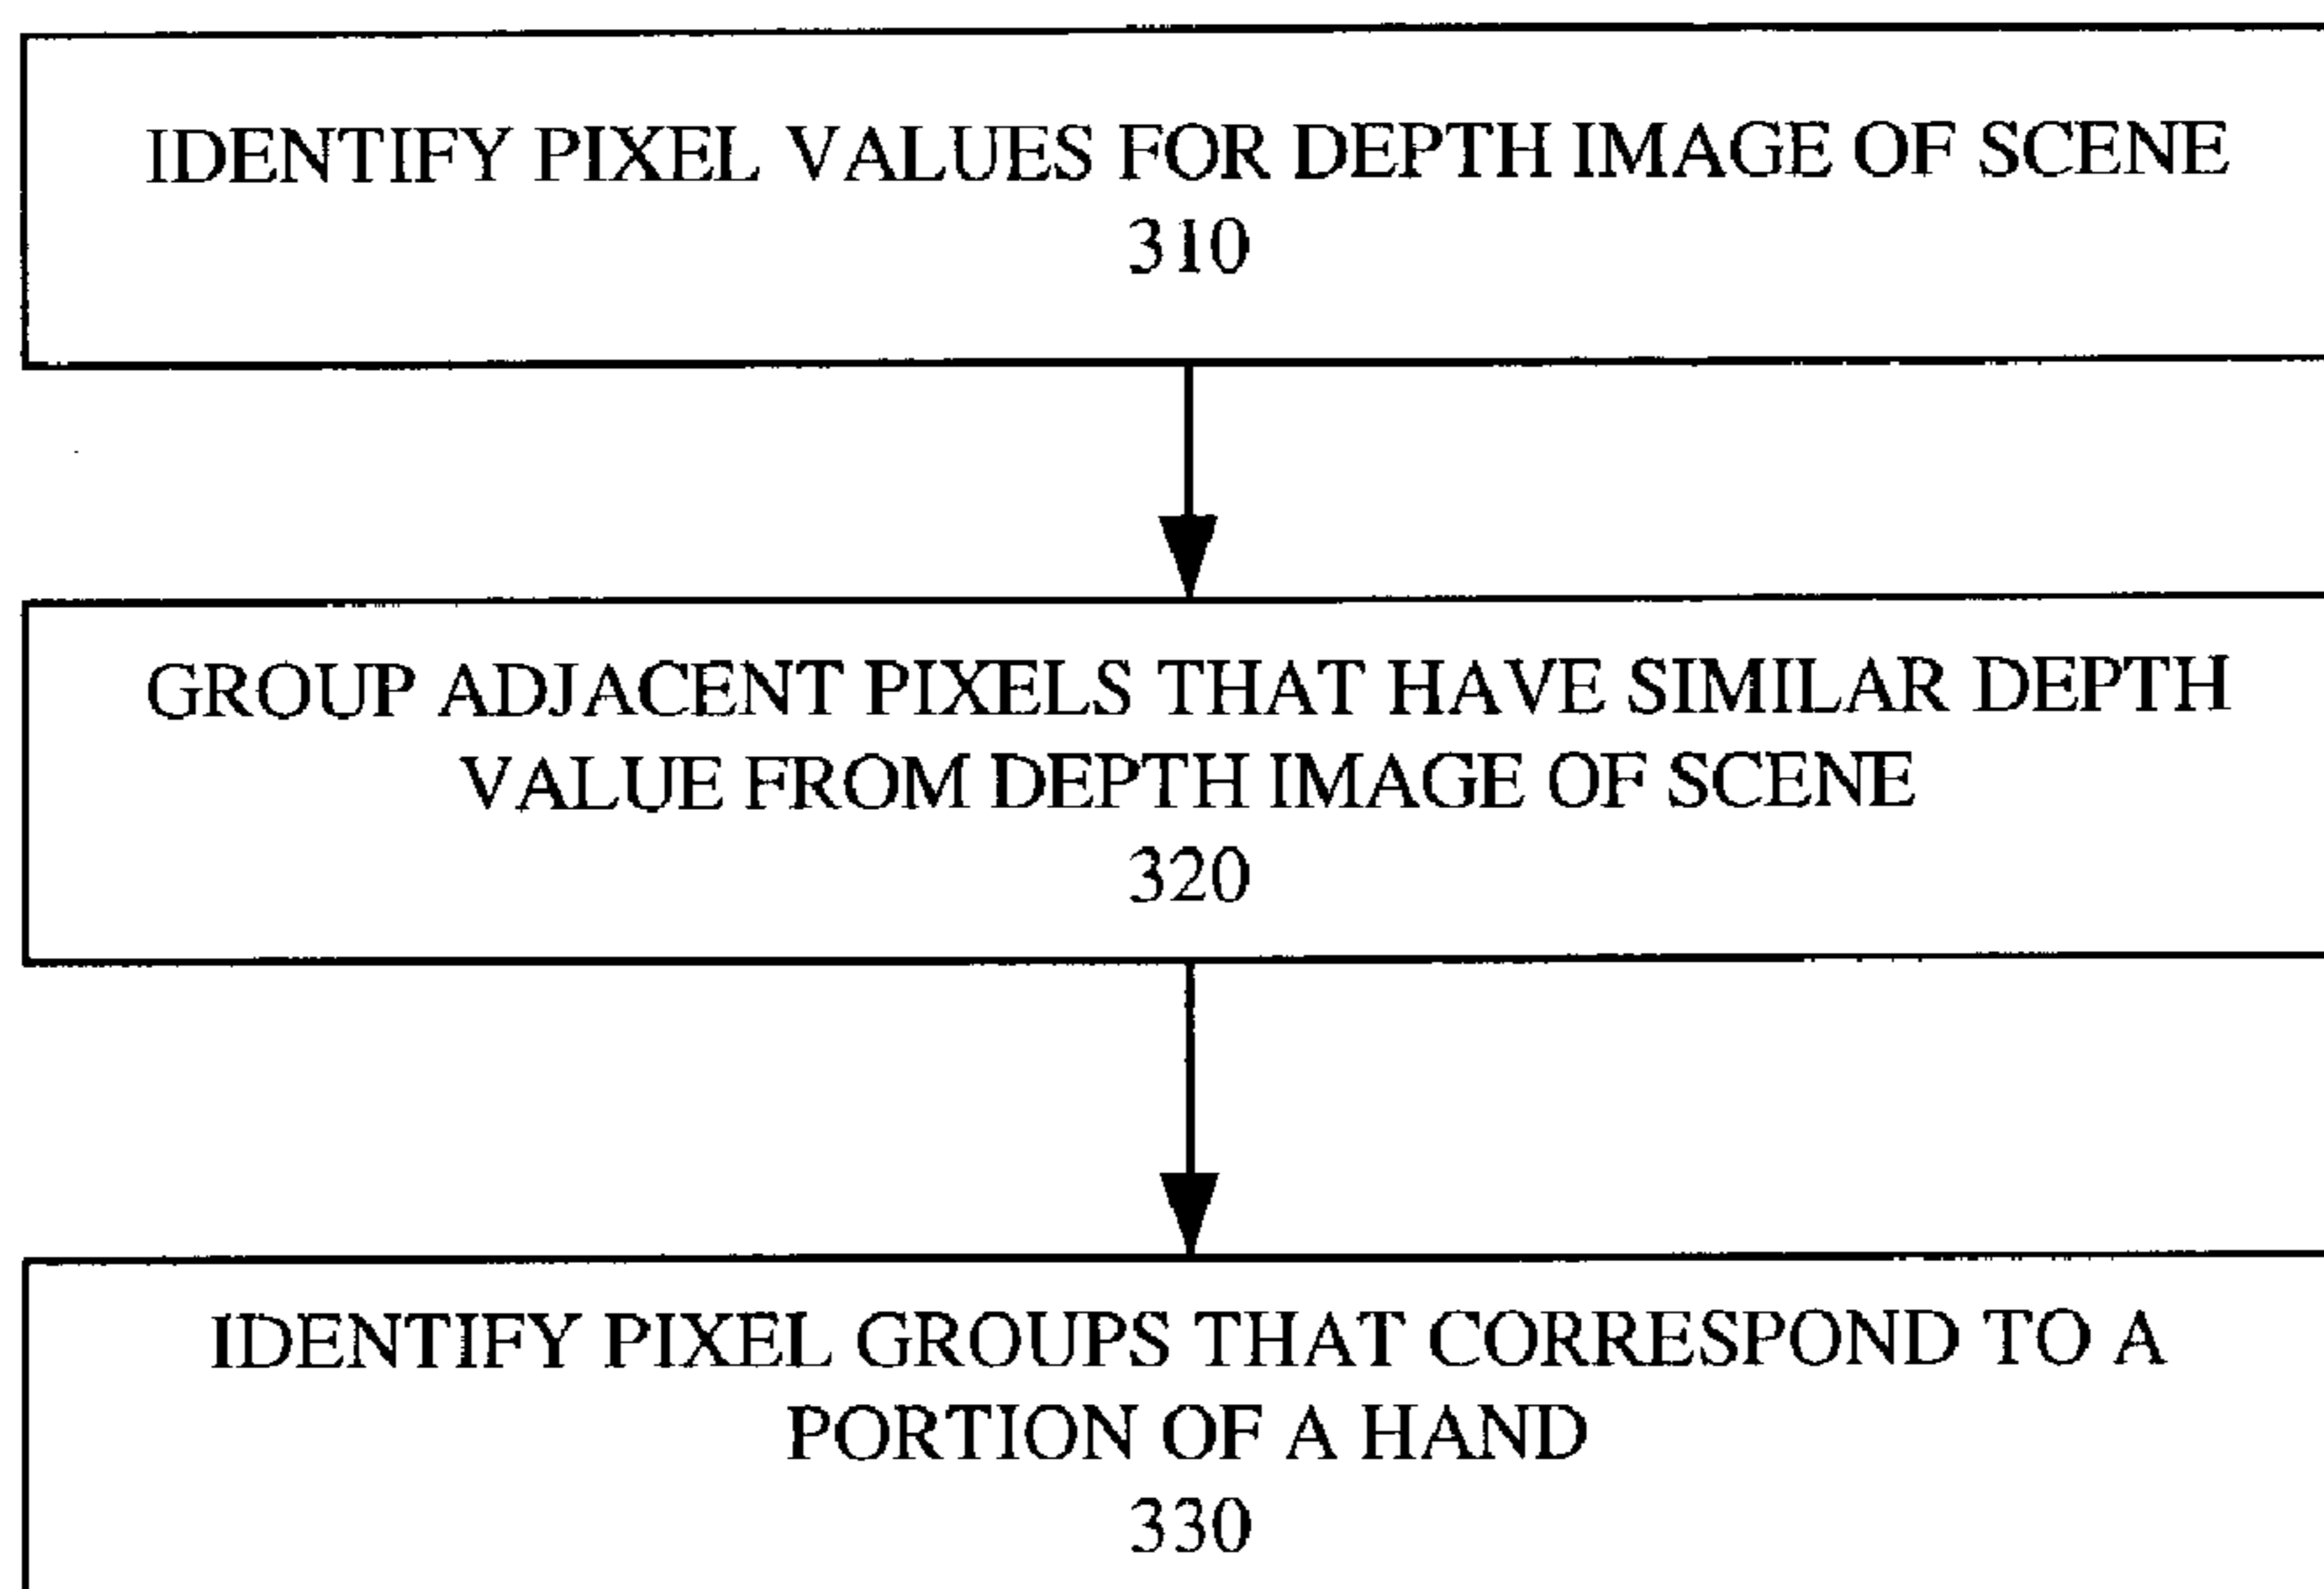 IDENTIFY PIXEL VALUES FOR DEPTH IMAGE OF SCENE
310
GROUP ADJACENT PIXELS THAT HAVE SIMILAR DEPTH
VALUE FROM DEPTH IMAGE OF SCENE
320
IDENTIFY PIXEL GROUPS THAT CORRESPOND TO A
PORTION OF A HAND
330